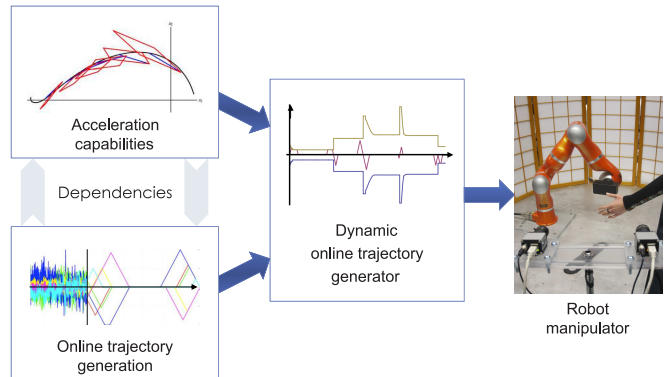 Acceleration
capabilities
Dependencies
Online trajectory
generation
Dynamic
online trajectory
generator
Robot
manipulator